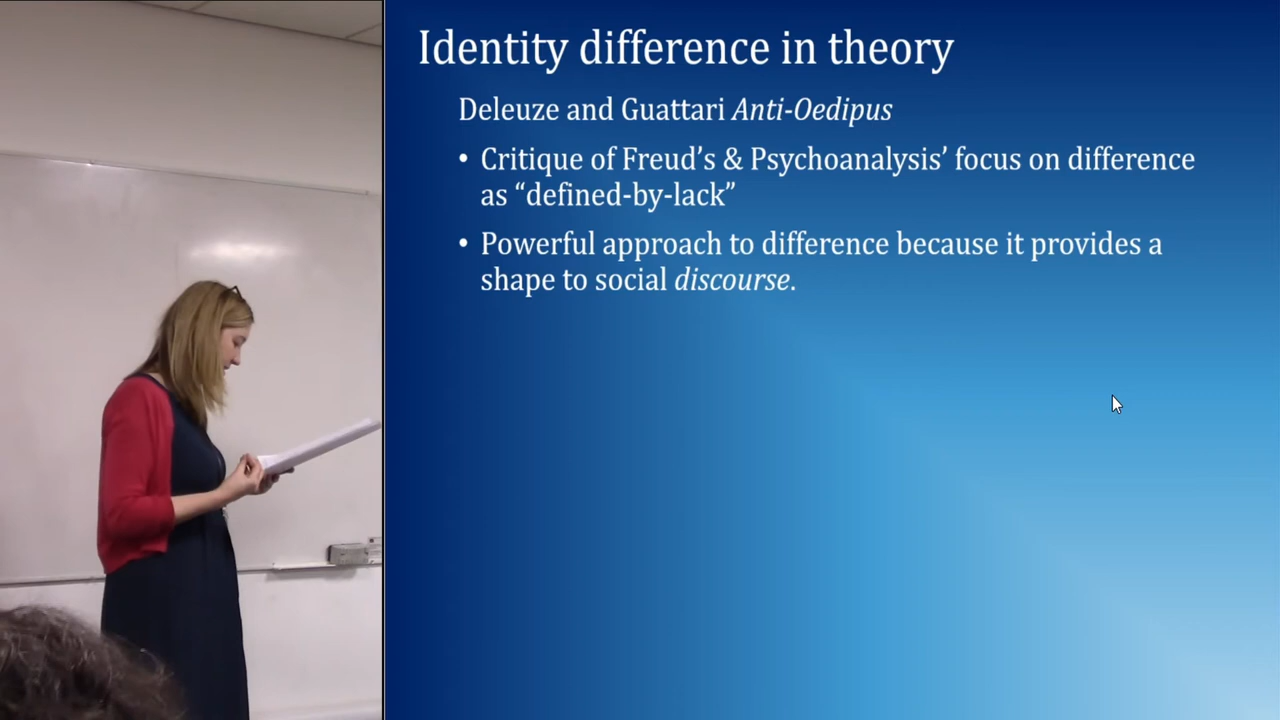 Identity difference in theory
Deleuze and Guattari Anti-Oedipus
• Critique of Freud’s & Psychoanalysis’ focus on difference
as “defined-by-lack”
• Powerful approach to difference because it provides a
shape to social discourse.